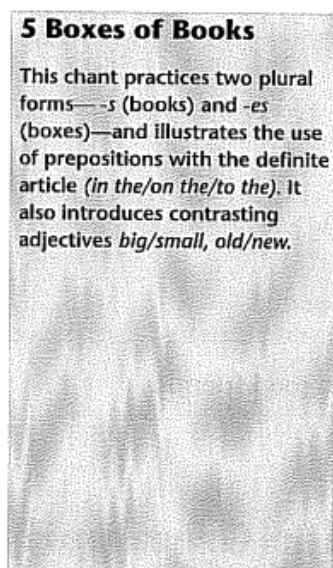 5 Boxes of Books
This chant practices two plural
forms— -s (books) and -es
(boxes)—and illustrates the use
of prepositions with the definite
article (in the/on the/to the). It
also introduces contrasting
adjectives big/small, old/new.